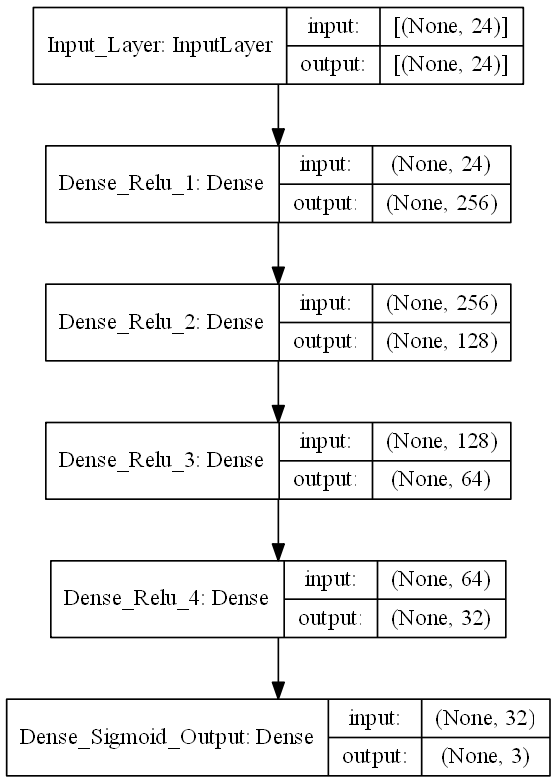 Input_Layer: InputLayer
input: [(None, 24)]
output: [(None, 24)]
Dense_Relu_1: Dense
input: (None, 24)
output: (None, 256)
Dense_Relu_2: Dense
input: (None, 256)
output: (None, 128)
Dense_Relu_3: Dense
input: (None, 128)
output: (None, 64)
Dense_Relu_4: Dense
input: (None, 64)
output: (None, 32)
Dense_Sigmoid_Output: Dense
input: (None, 32)
output: (None, 3)